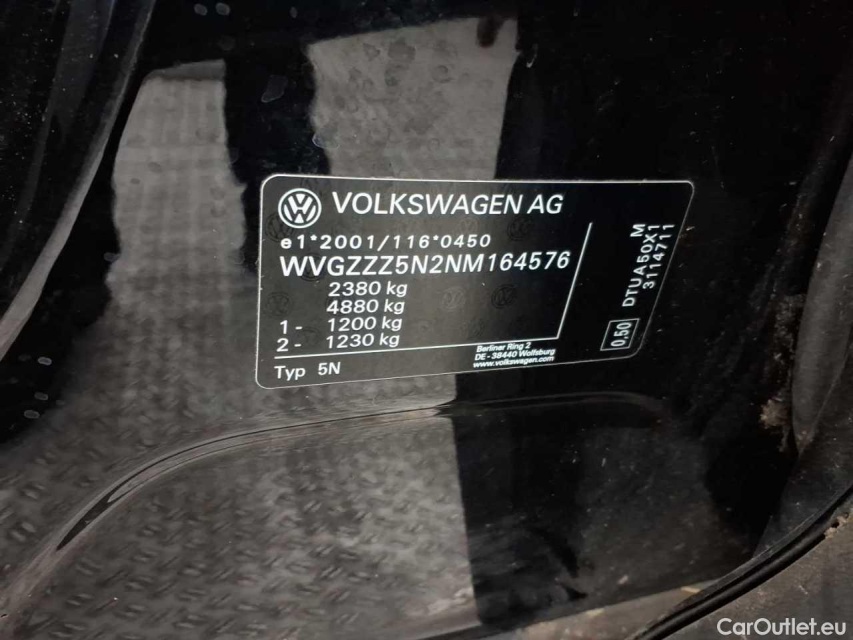 VOLKSWAGEN AG
e1*2001/116*0450
WVGZZZ5N2NM164576
2380 kg
4880 kg
1- 1200 kg
2- 1230 kg
Typ 5N
Berliner Ring 2
DE - 38440 Wolfsburg
www.volkswagen.com
0,50
DTUA50X1 M
3114711
CarOutlet.eu